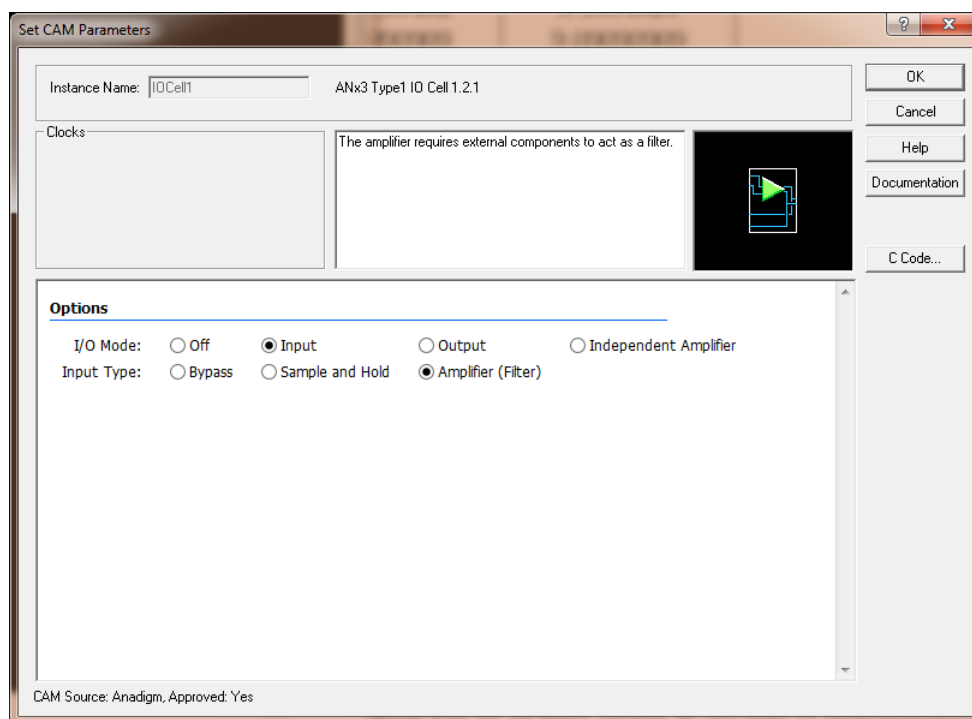 Set CAM Parameters
Instance Name: IOCell1 ANx3 Type1 IO Cell 1.2.1
OK
Cancel
Help
Documentation
C Code...
Clocks
The amplifier requires external components to act as a filter.
Options
I/O Mode: Off Input Output Independent Amplifier
Input Type: Bypass Sample and Hold Amplifier (Filter)
CAM Source: Anadigm, Approved: Yes